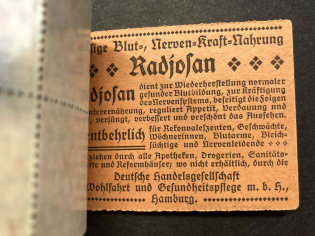 sige Blut-, Nerven-Kraft-Nahrung
Radjosan
djosan dient zur Wiederherstellung normaler
gesunder Blutbildung, zur Kräftigung
des Nervensystems, beseitigt die Folgen
Unterernährung, reguliert Appetit, Verdauung und
verjüngt, verbessert und verschönt das Aussehen.
entbehrlich für Rekonvaleszenten, Geschwächte,
Wöchnerinnen, Blutarme, Bleich-
süchtige und Nervenleidende
ziehen durch alle Apotheken, Drogerien, Sanitäts-
und Reformhäuser; wo nicht erhältlich, durch die
Deutsche Handelsgesellschaft
Wohlfahrt und Gesundheitspflege m. b. H.,
Hamburg.